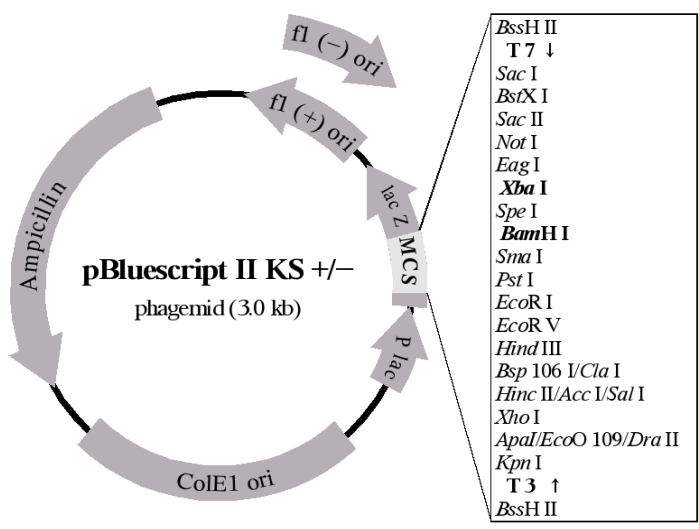 f1 (−) ori
f1 (+) ori
lac Z
MCS
P lac
ColE1 ori
Ampicillin
pBluescript II KS +/−
phagemid (3.0 kb)
BssH II
T 7 ↓
Sac I
BstX I
Sac II
Not I
Eag I
Xba I
Spe I
BamH I
Sma I
Pst I
EcoR I
EcoR V
Hind III
Bsp 106 I/Cla I
Hinc II/Acc I/Sal I
Xho I
ApaI/EcoO 109/Dra II
Kpn I
T 3 ↑
BssH II